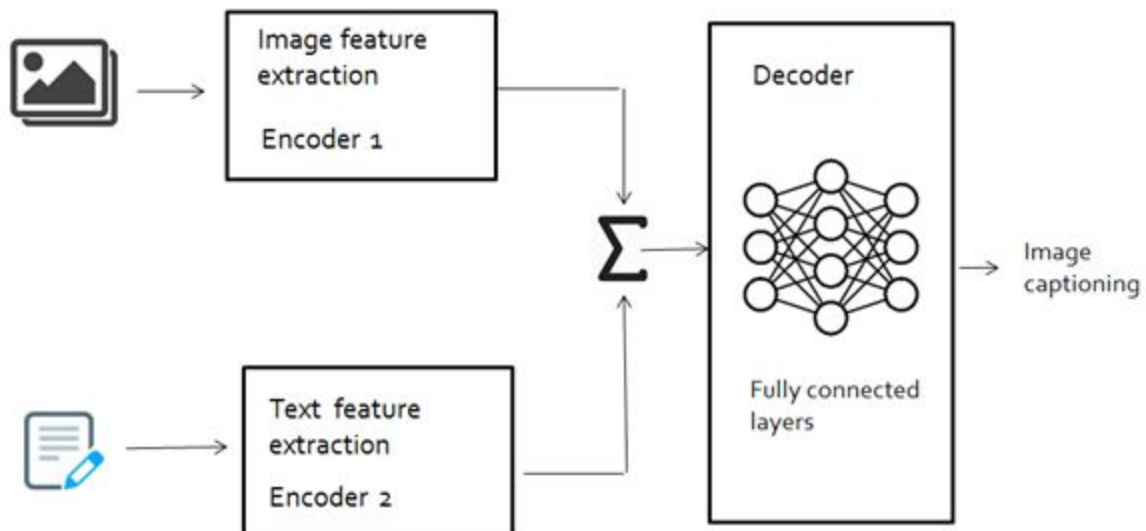 Image feature
extraction
Encoder 1
Text feature
extraction
Encoder 2
Σ
Decoder
Fully connected
layers
Image
captioning